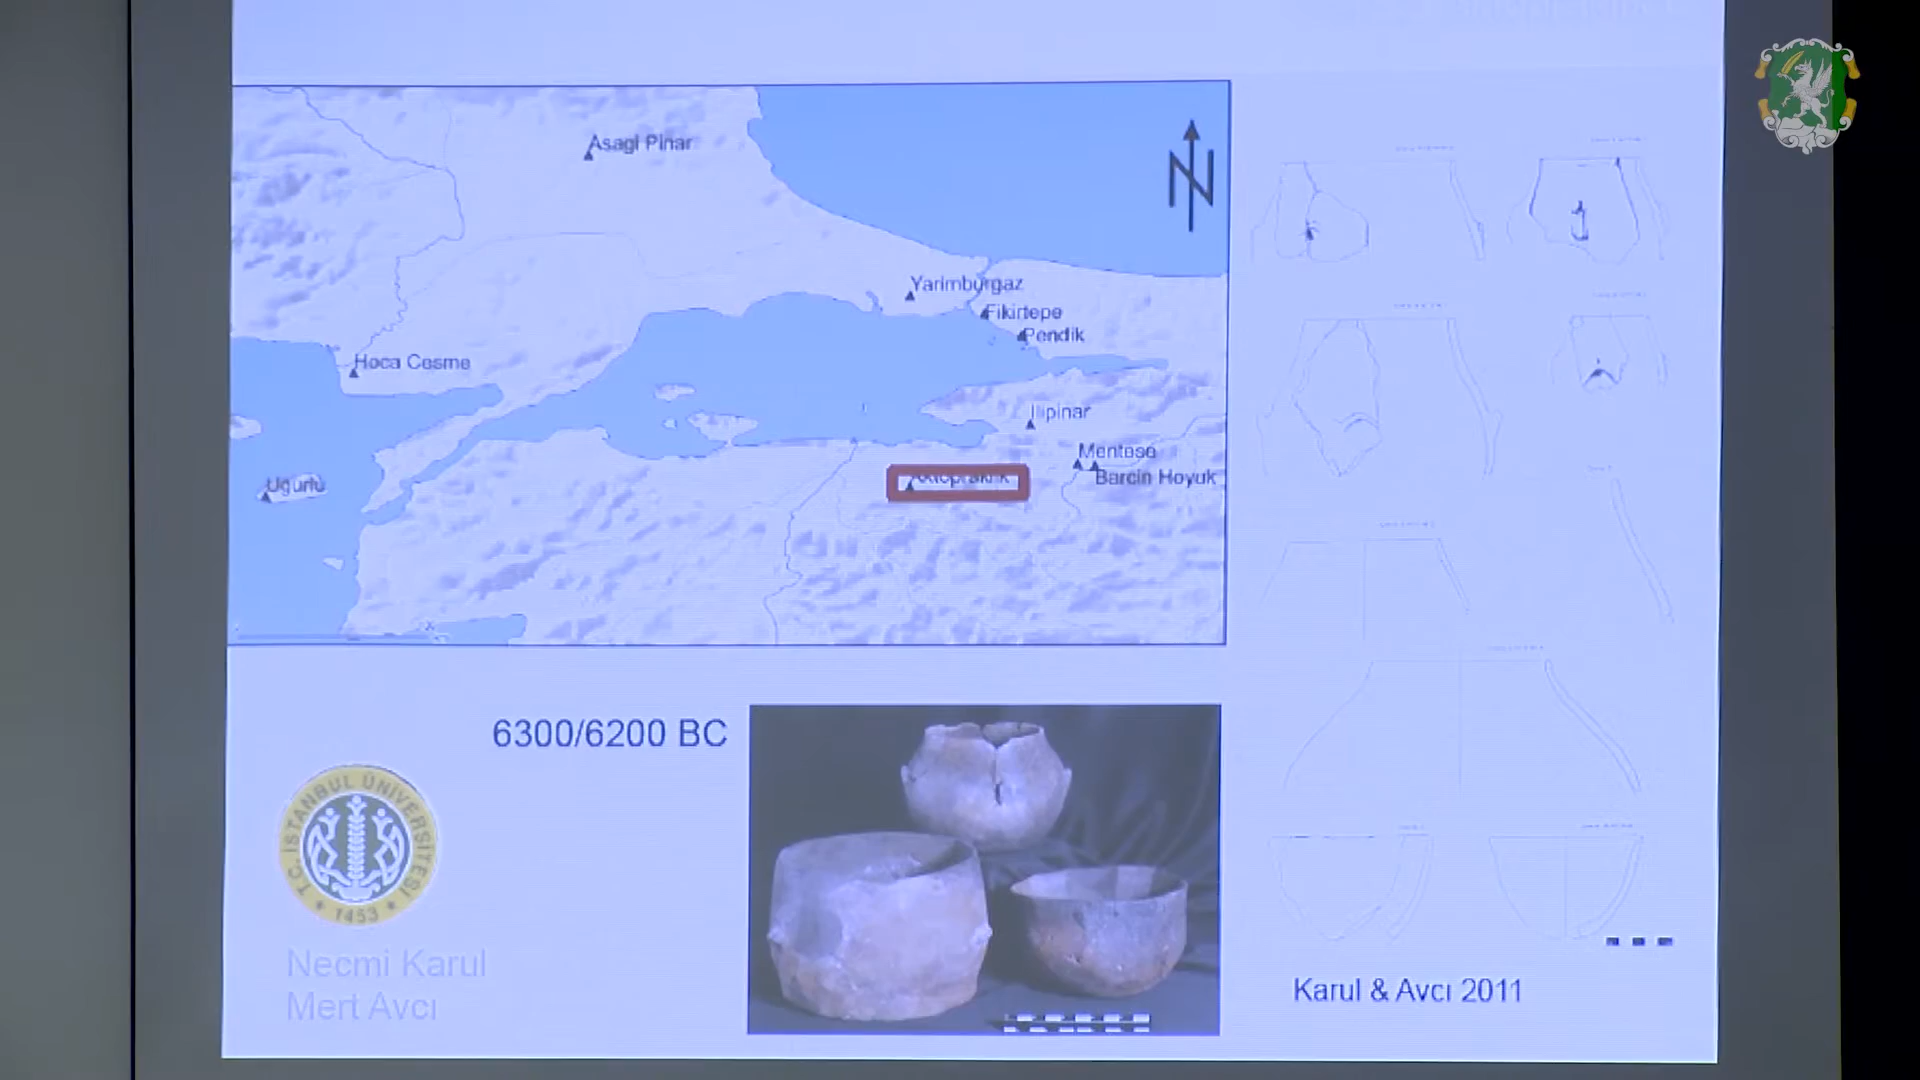 Asagi Pinar
N
Yarimburgaz
Fikirtepe
Pendik
Hoca Cesme
Ilipinar
Mentese
Barcin Hoyuk
Ugurlu
6300/6200 BC
T.C. İSTANBUL ÜNİVERSİTESİ
1453
Necmi Karul
Mert Avcı
Karul & Avcı 2011